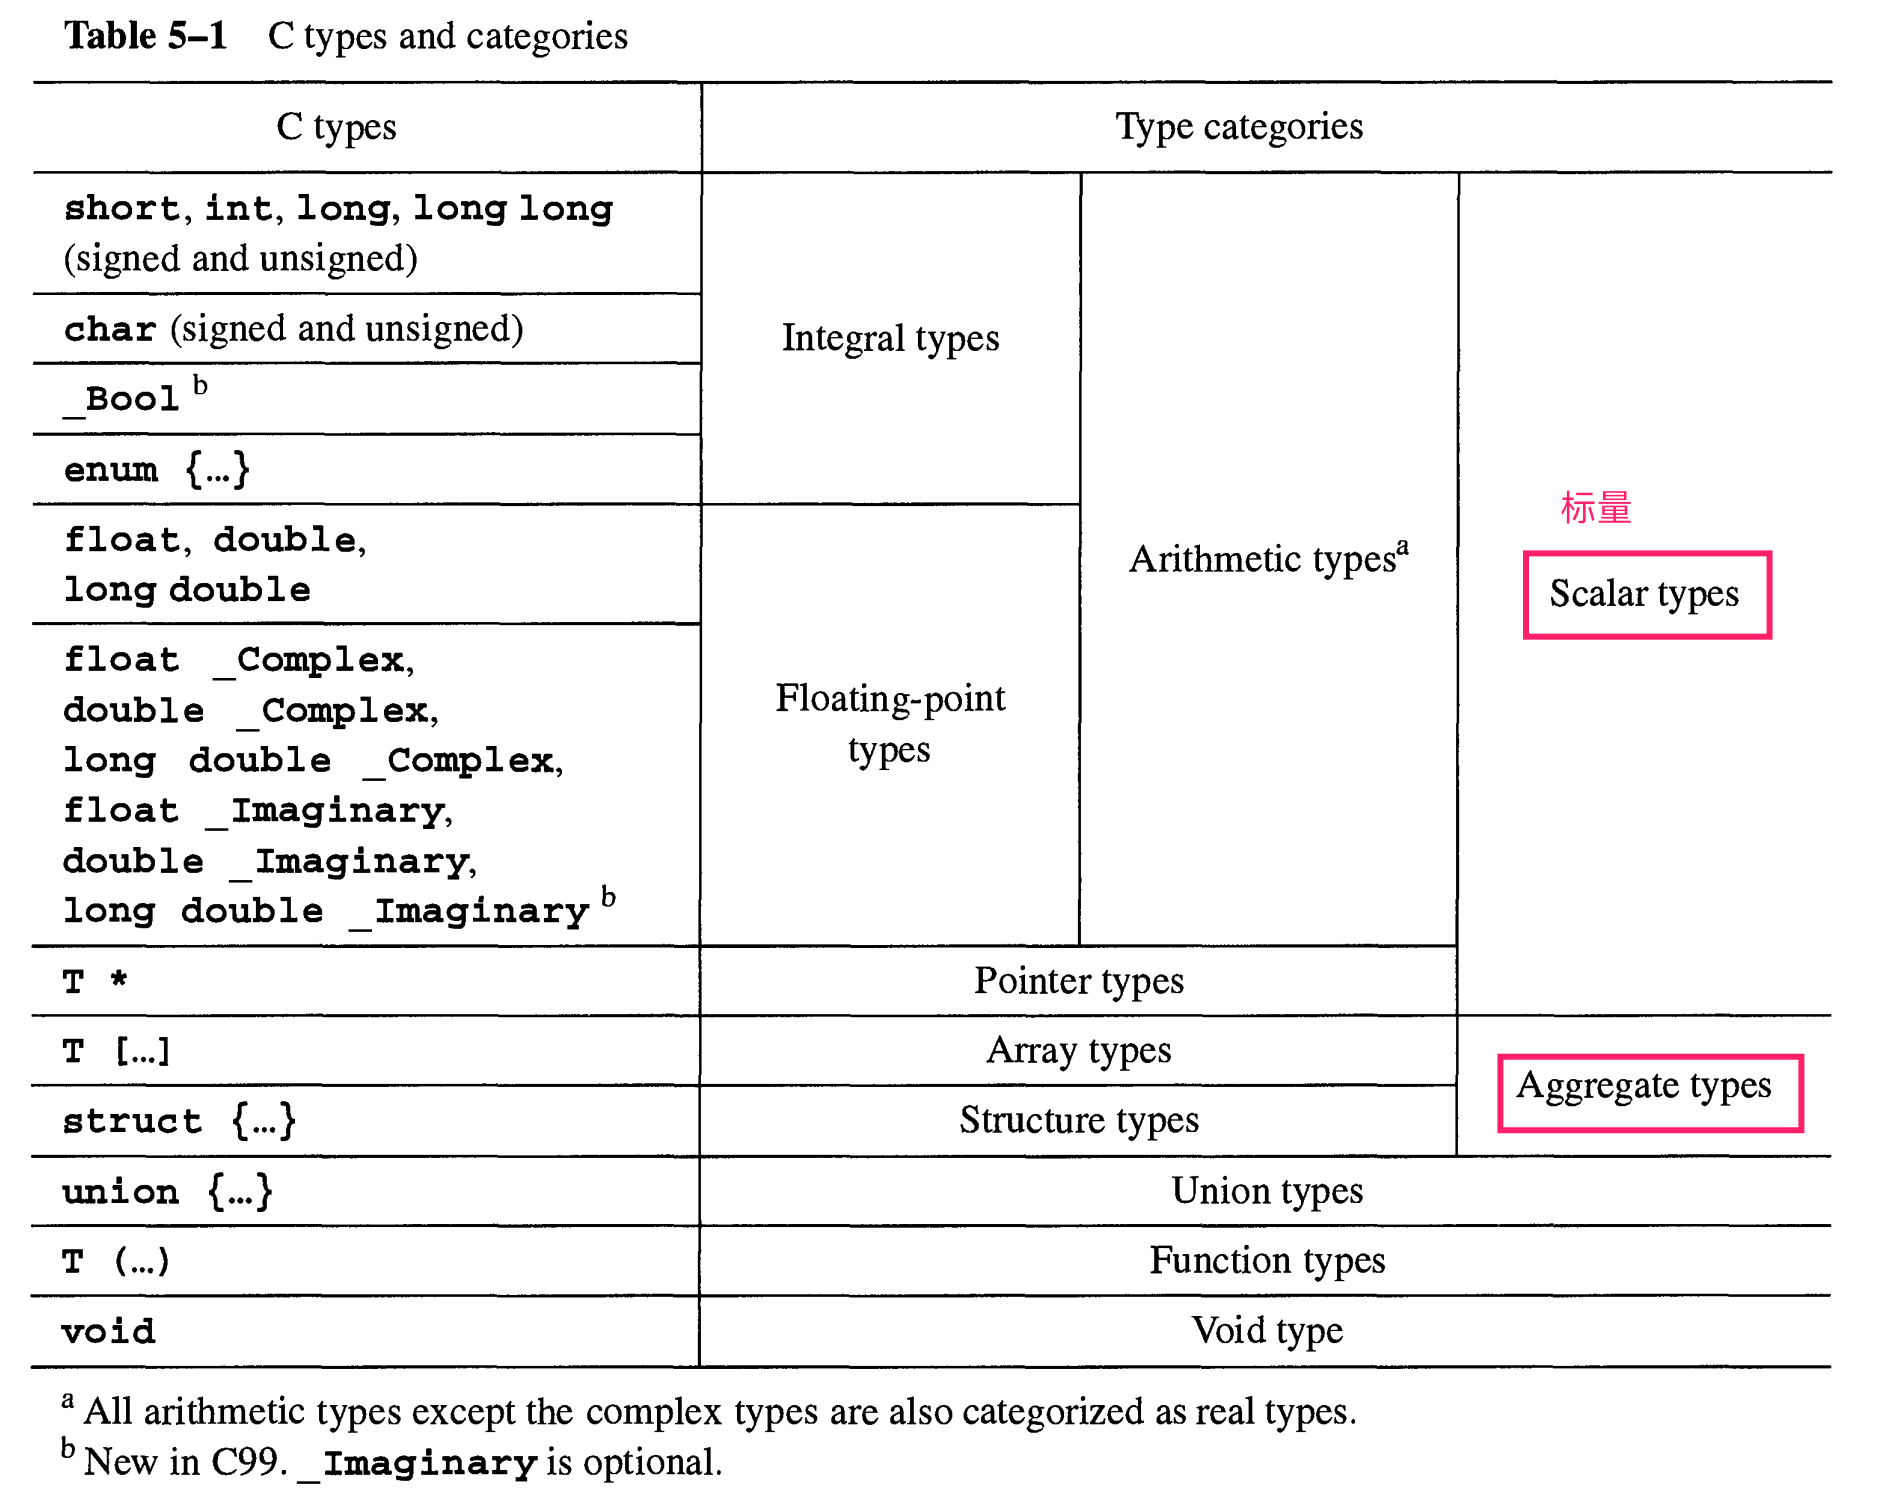 Table 5–1 C types and categories
C types
Type categories
short, int, long, long long
(signed and unsigned)
char (signed and unsigned)
_Bool b
enum {…}
Integral types
float, double,
long double
float _Complex,
double _Complex,
long double _Complex,
float _Imaginary,
double _Imaginary,
long double _Imaginary b
Floating-point
types
Arithmetic typesa
标量
Scalar types
T *
Pointer types
T […]
Array types
struct {…}
Structure types
Aggregate types
union {…}
Union types
T (…)
Function types
void
Void type
a All arithmetic types except the complex types are also categorized as real types.
b New in C99. _Imaginary is optional.